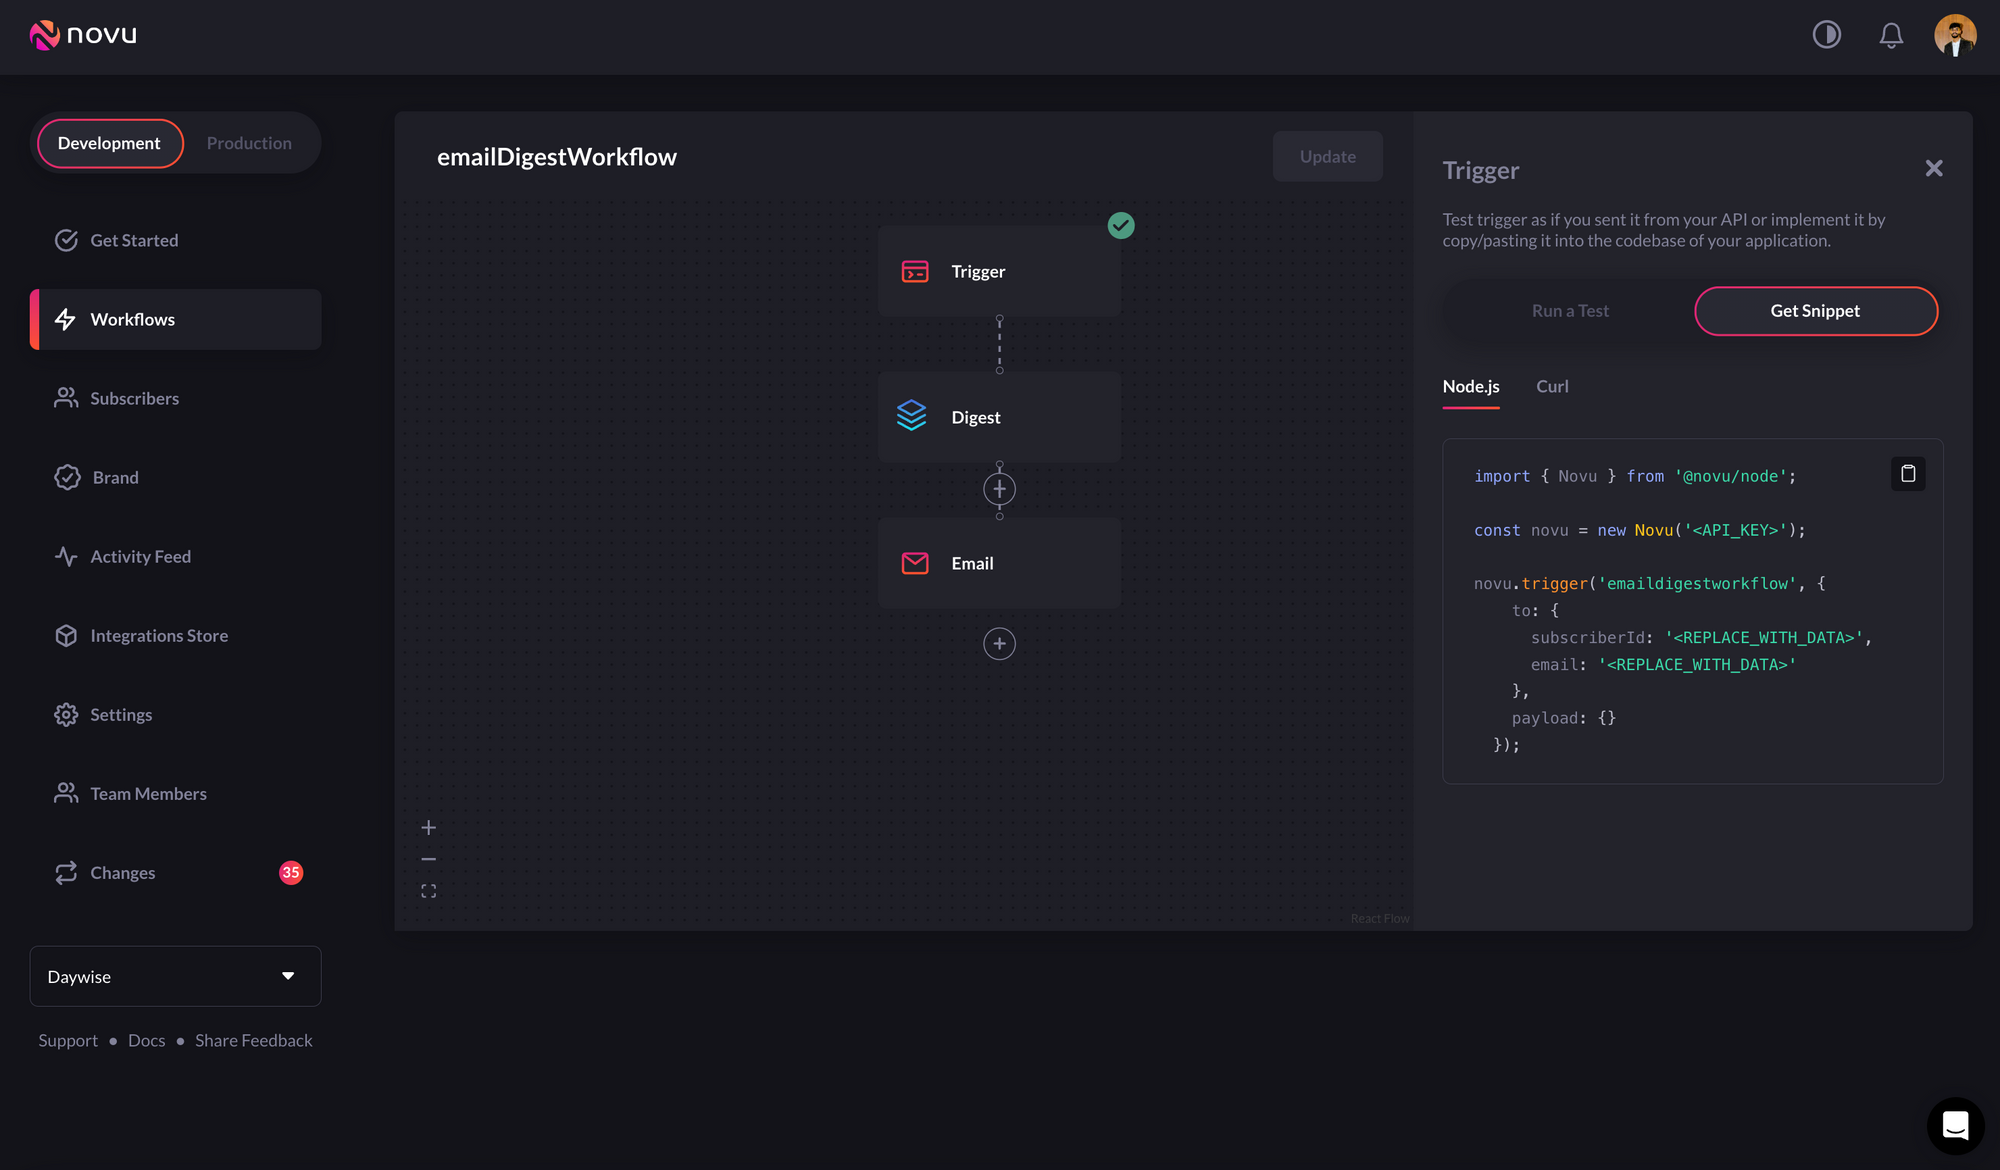 novu
Development
Production
Get Started
Workflows
Subscribers
Brand
Activity Feed
Integrations Store
Settings
Team Members
Changes
35
Daywise
Support • Docs • Share Feedback
emailDigestWorkflow
Update
Trigger
Digest
Email
React Flow
Trigger
Test trigger as if you sent it from your API or implement it by
copy/pasting it into the codebase of your application.
Run a Test
Get Snippet
Node.js
Curl
import { Novu } from '@novu/node';
const novu = new Novu('<API_KEY>');
novu.trigger('emaildigestworkflow', {
to: {
subscriberId: '<REPLACE_WITH_DATA>',
email: '<REPLACE_WITH_DATA>'
},
payload: {}
});